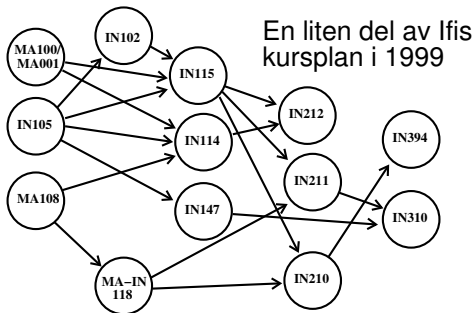 En liten del av Ifis
kursplan i 1999
MA100/
MA001
IN102
IN115
IN105
IN114
IN212
IN394
MA108
IN147
IN211
IN310
MA–IN
118
IN210